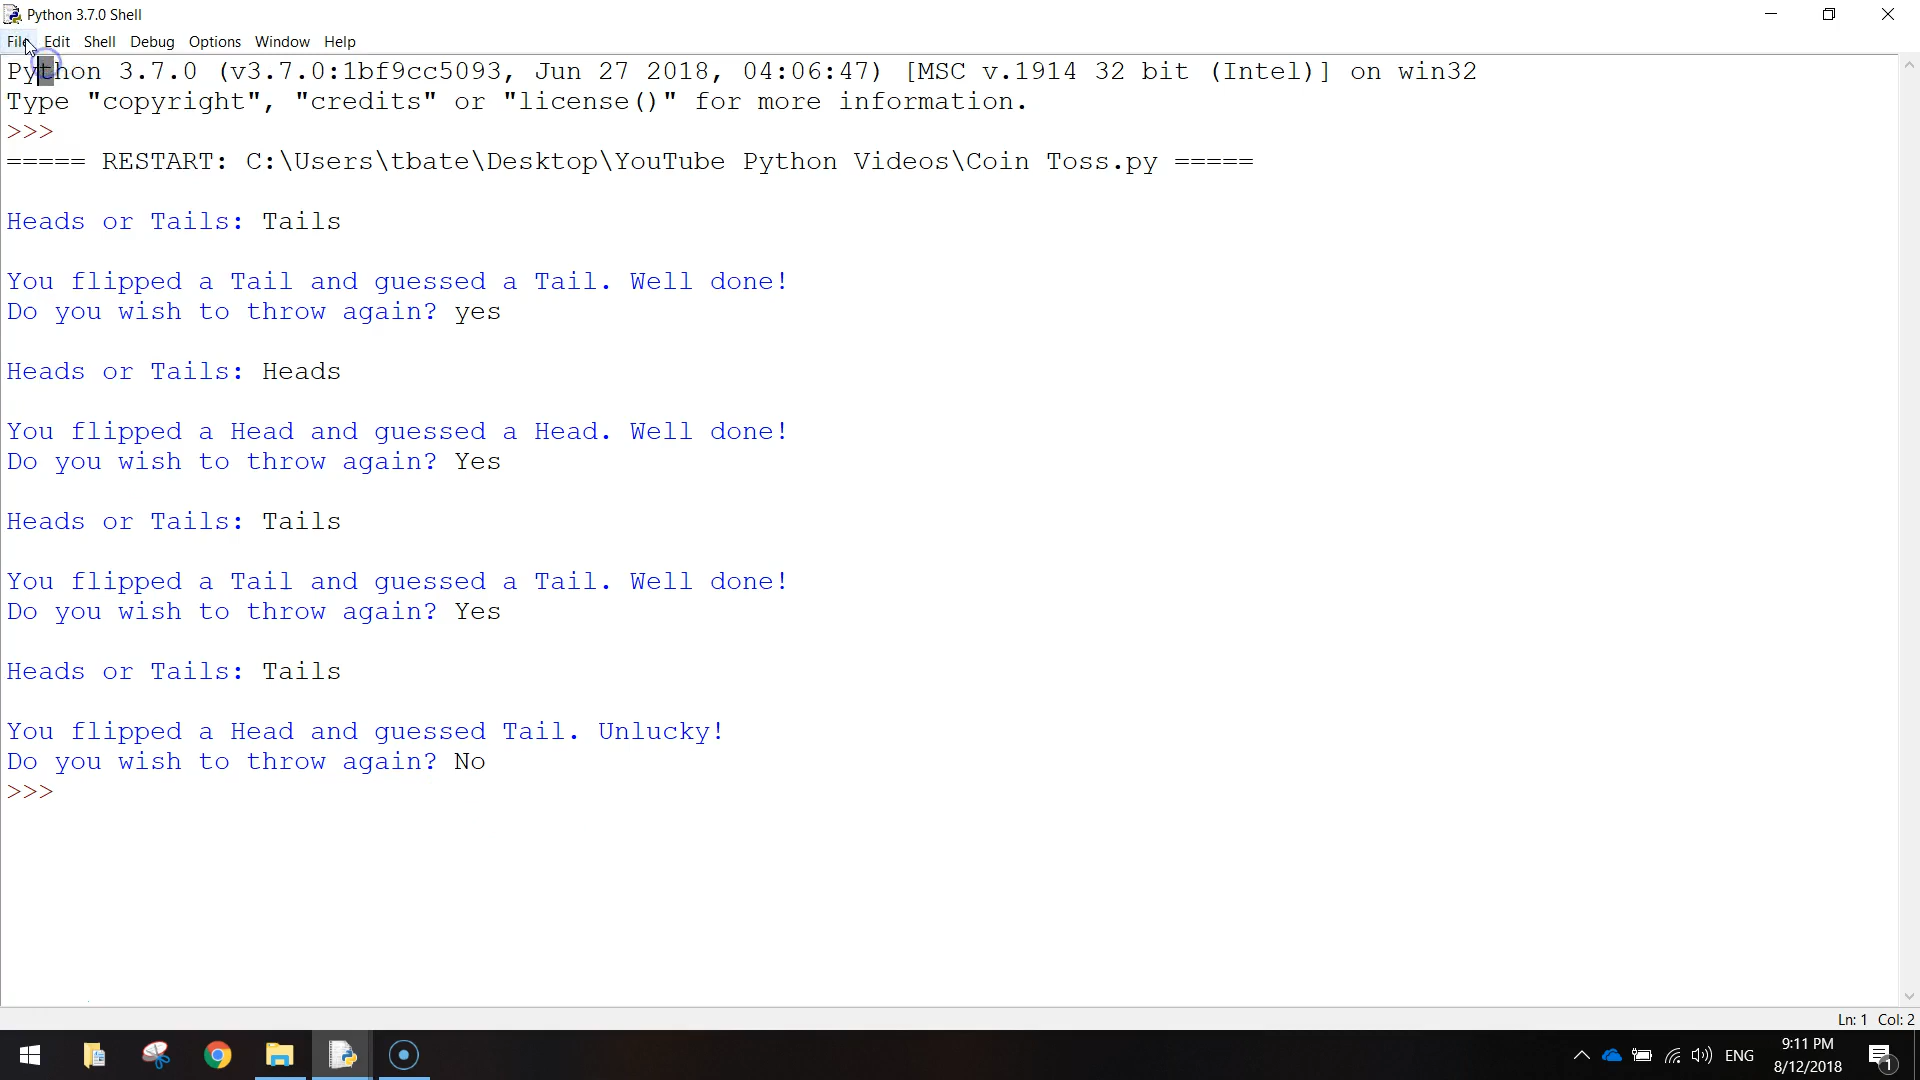 Python 3.7.0 Shell
File Edit Shell Debug Options Window Help
Python 3.7.0 (v3.7.0:1bf9cc5093, Jun 27 2018, 04:06:47) [MSC v.1914 32 bit (Intel)] on win32
Type "copyright", "credits" or "license()" for more information.
>>>
===== RESTART: C:\Users\tbate\Desktop\YouTube Python Videos\Coin Toss.py =====
Heads or Tails: Tails
You flipped a Tail and guessed a Tail. Well done!
Do you wish to throw again? yes
Heads or Tails: Heads
You flipped a Head and guessed a Head. Well done!
Do you wish to throw again? Yes
Heads or Tails: Tails
You flipped a Tail and guessed a Tail. Well done!
Do you wish to throw again? Yes
Heads or Tails: Tails
You flipped a Head and guessed Tail. Unlucky!
Do you wish to throw again? No
>>>
Ln: 1 Col: 2
ENG
9:11 PM
8/12/2018
1